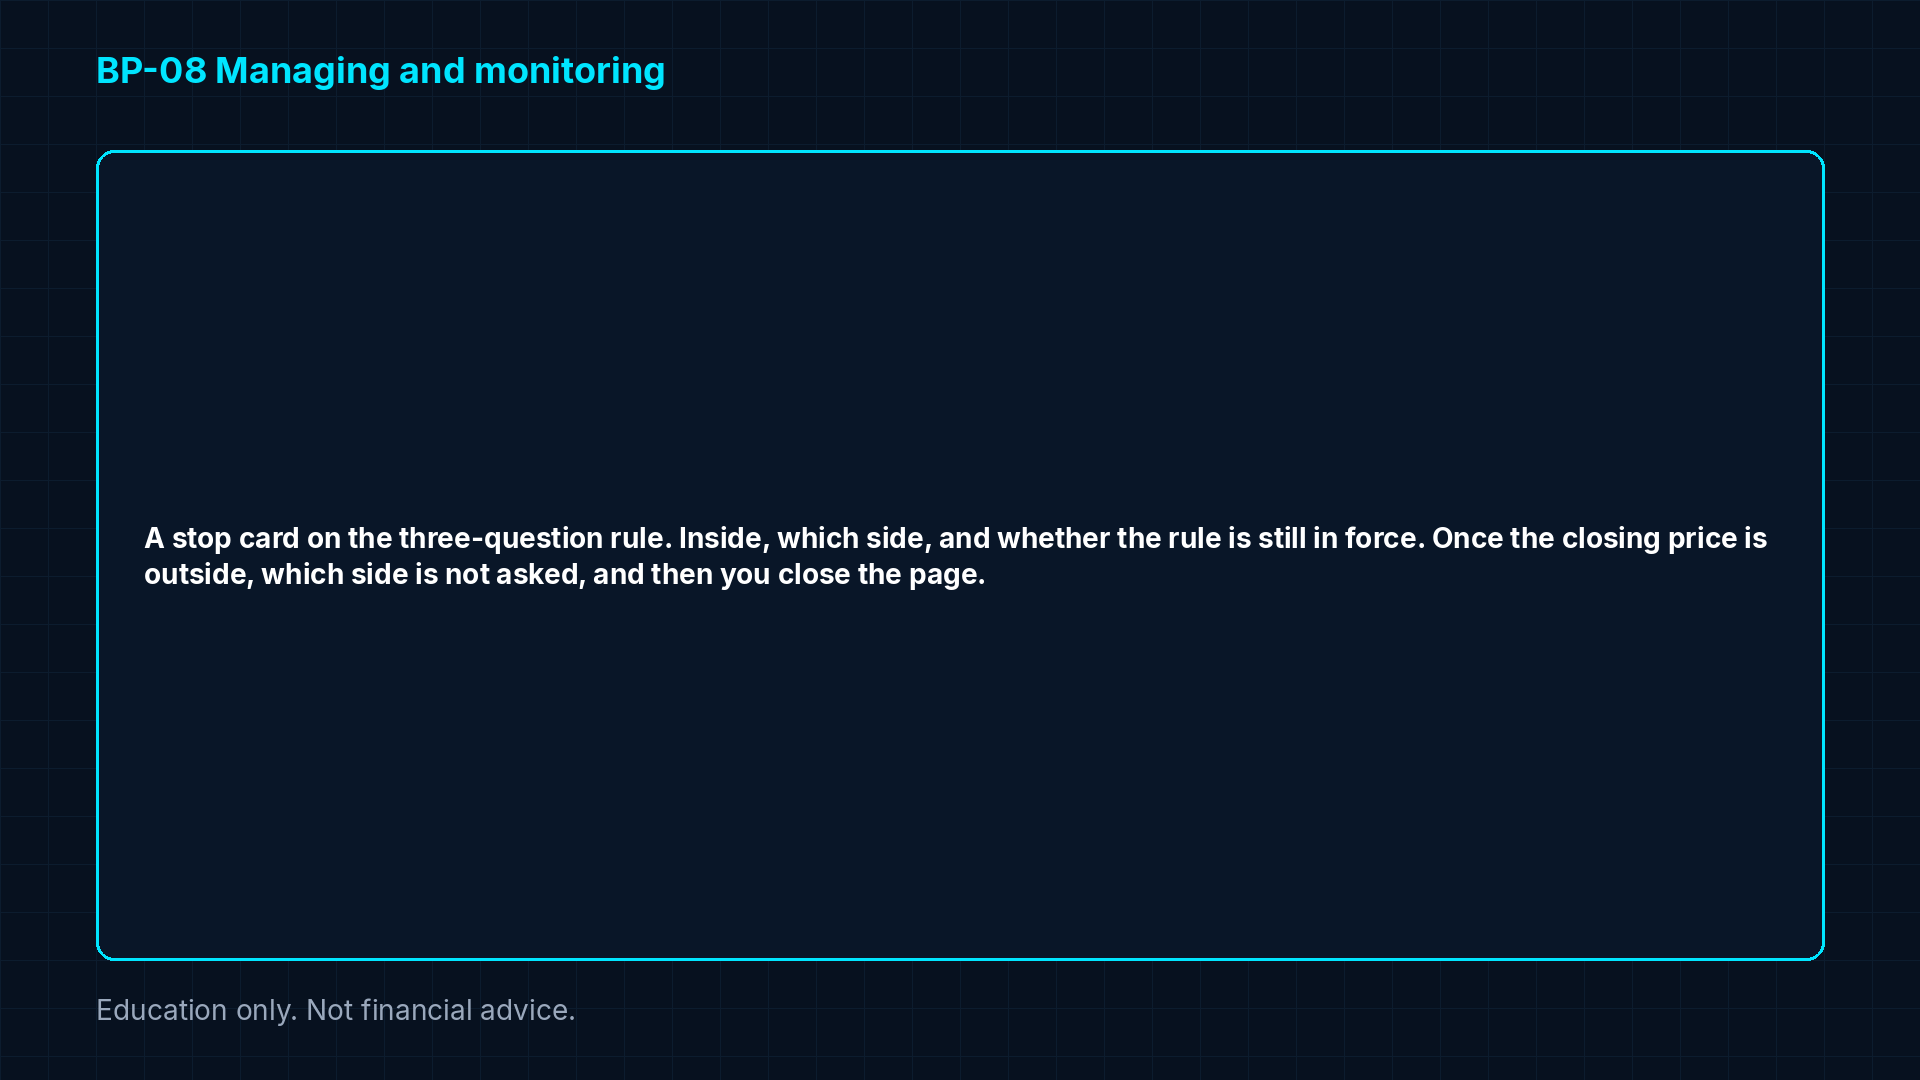 BP-08 Managing and monitoring
A stop card on the three-question rule. Inside, which side, and whether the rule is still in force. Once the closing price is
outside, which side is not asked, and then you close the page.
Education only. Not financial advice.